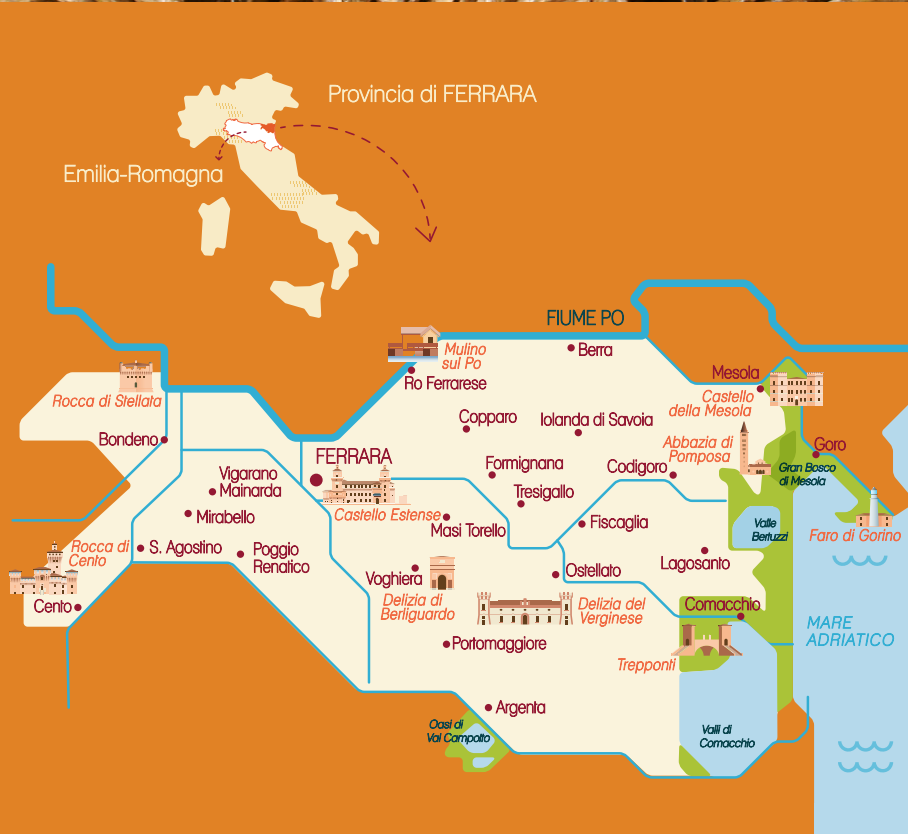 Provincia di FERRARA
Emilia-Romagna
FIUME PO
Mulino
sul Po
Berra
Ro Ferrarese
Mesola
Castello
della Mesola
Rocca di Stellata
Bondeno
Copparo
Iolanda di Savoia
Abbazia di
Pomposa
Goro
Gran Bosco
di Mesola
FERRARA
Formignana
Codigoro
Vigarano
Mainarda
Tresigallo
Castello Estense
Mirabello
Masi Torello
Fiscaglia
Valle
Bertuzzi
Faro di Gorino
Rocca di
Cento
S. Agostino
Poggio
Renatico
Lagosanto
Voghiera
Ostellato
Delizia di
Berliguardo
Delizia del
Verginese
Cento
Comacchio
MARE
ADRIATICO
Portomaggiore
Trepponti
Argenta
Oasi di
Val Campotto
Valli di
Comacchio